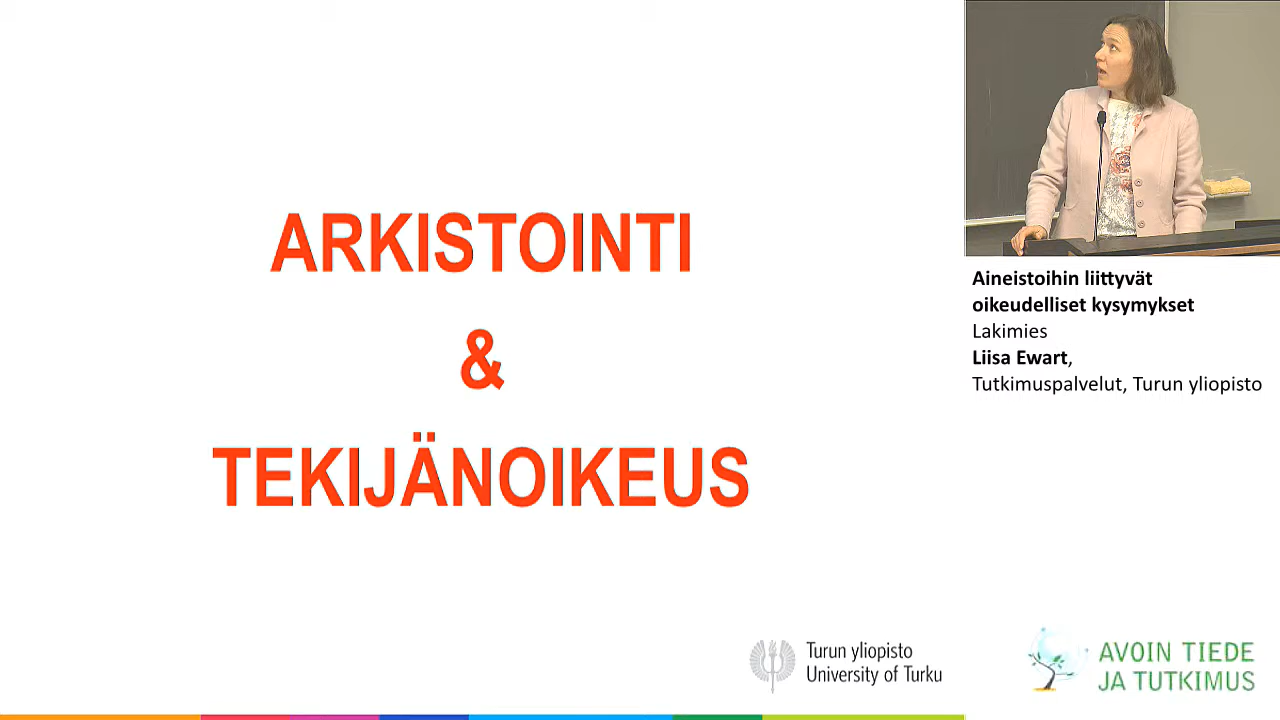 ARKISTOINTI
&
TEKIJÄNOIKEUS
Aineistoihin liittyvät
oikeudelliset kysymykset
Lakimies
Liisa Ewart,
Tutkimuspalvelut, Turun yliopisto
Turun yliopisto
University of Turku
AVOIN TIEDE
JA TUTKIMUS